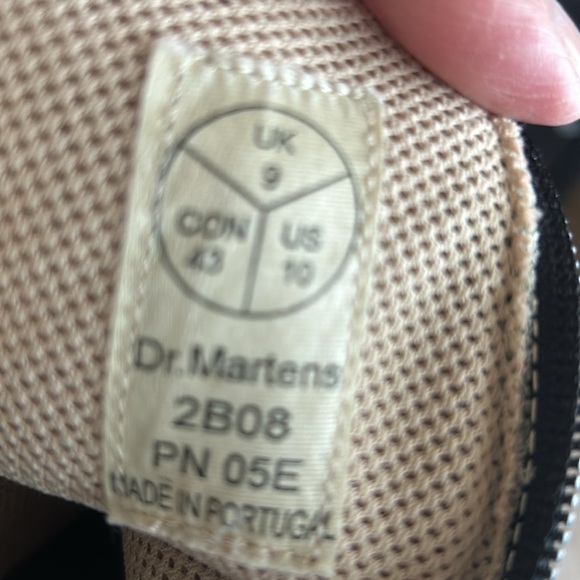 UK
9
CON
43
US
10
Dr.Martens
2B08
PN 05E
MADE IN PORTUGAL